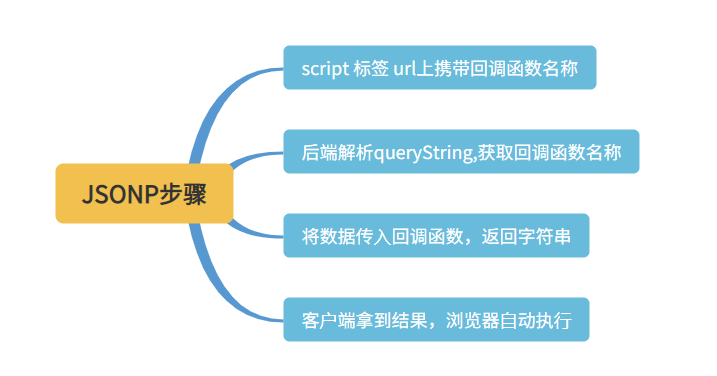 JSONP步骤
script 标签 url上携带回调函数名称
后端解析queryString,获取回调函数名称
将数据传入回调函数，返回字符串
客户端拿到结果，浏览器自动执行